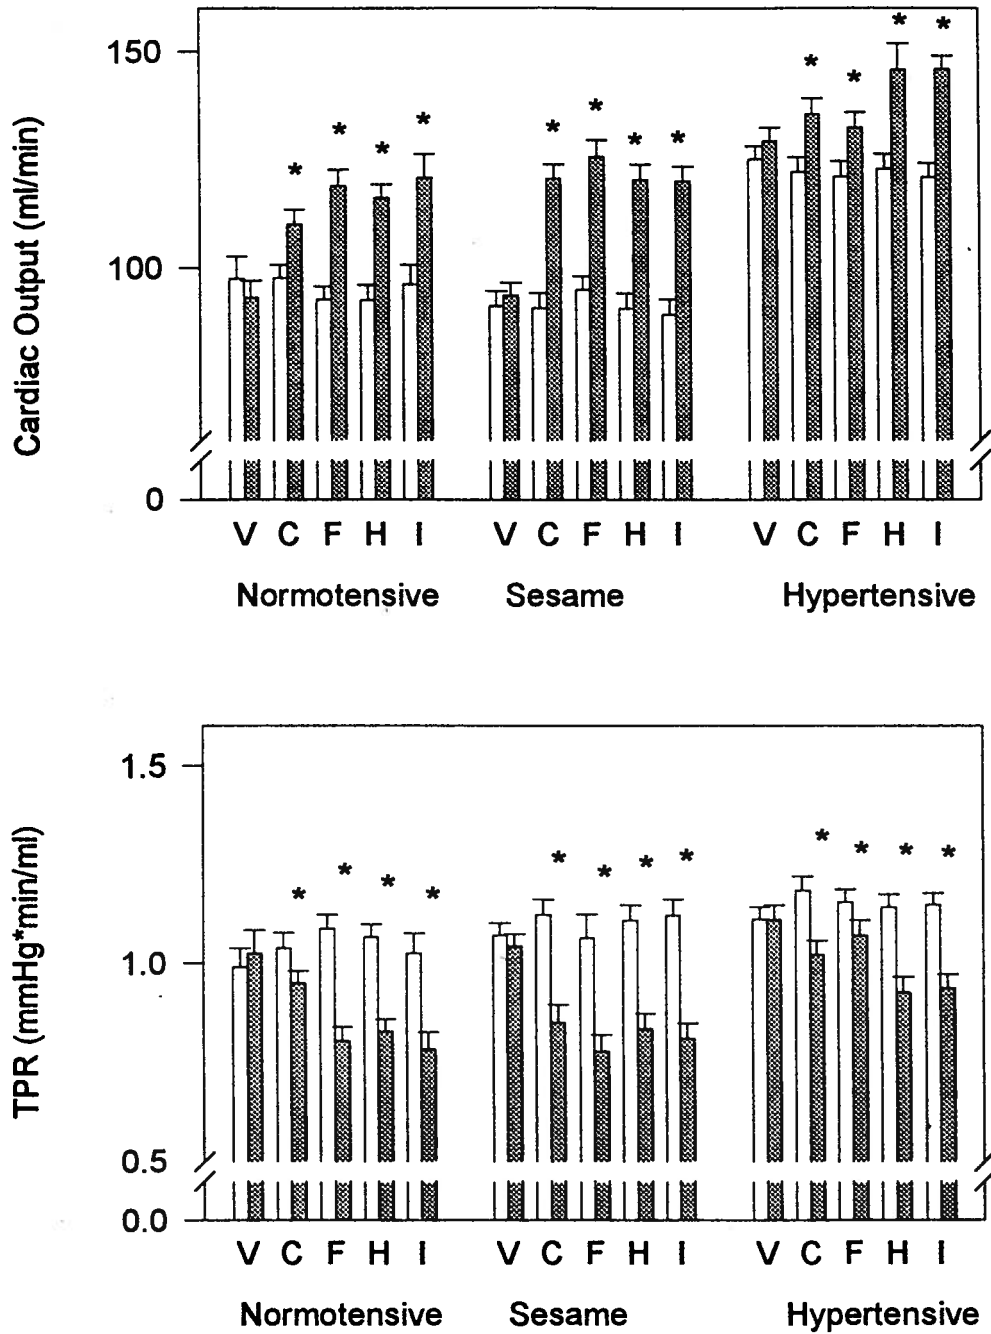 Cardiac Output (ml/min)
150
* * * * * * * * * * * *
100
0
V C F H I V C F H I V C F H I
Normotensive Sesame Hypertensive
TPR (mmHg*min/ml)
1.5
* * * * * * * * * * * *
1.0
0.5
0.0
V C F H I V C F H I V C F H I
Normotensive Sesame Hypertensive